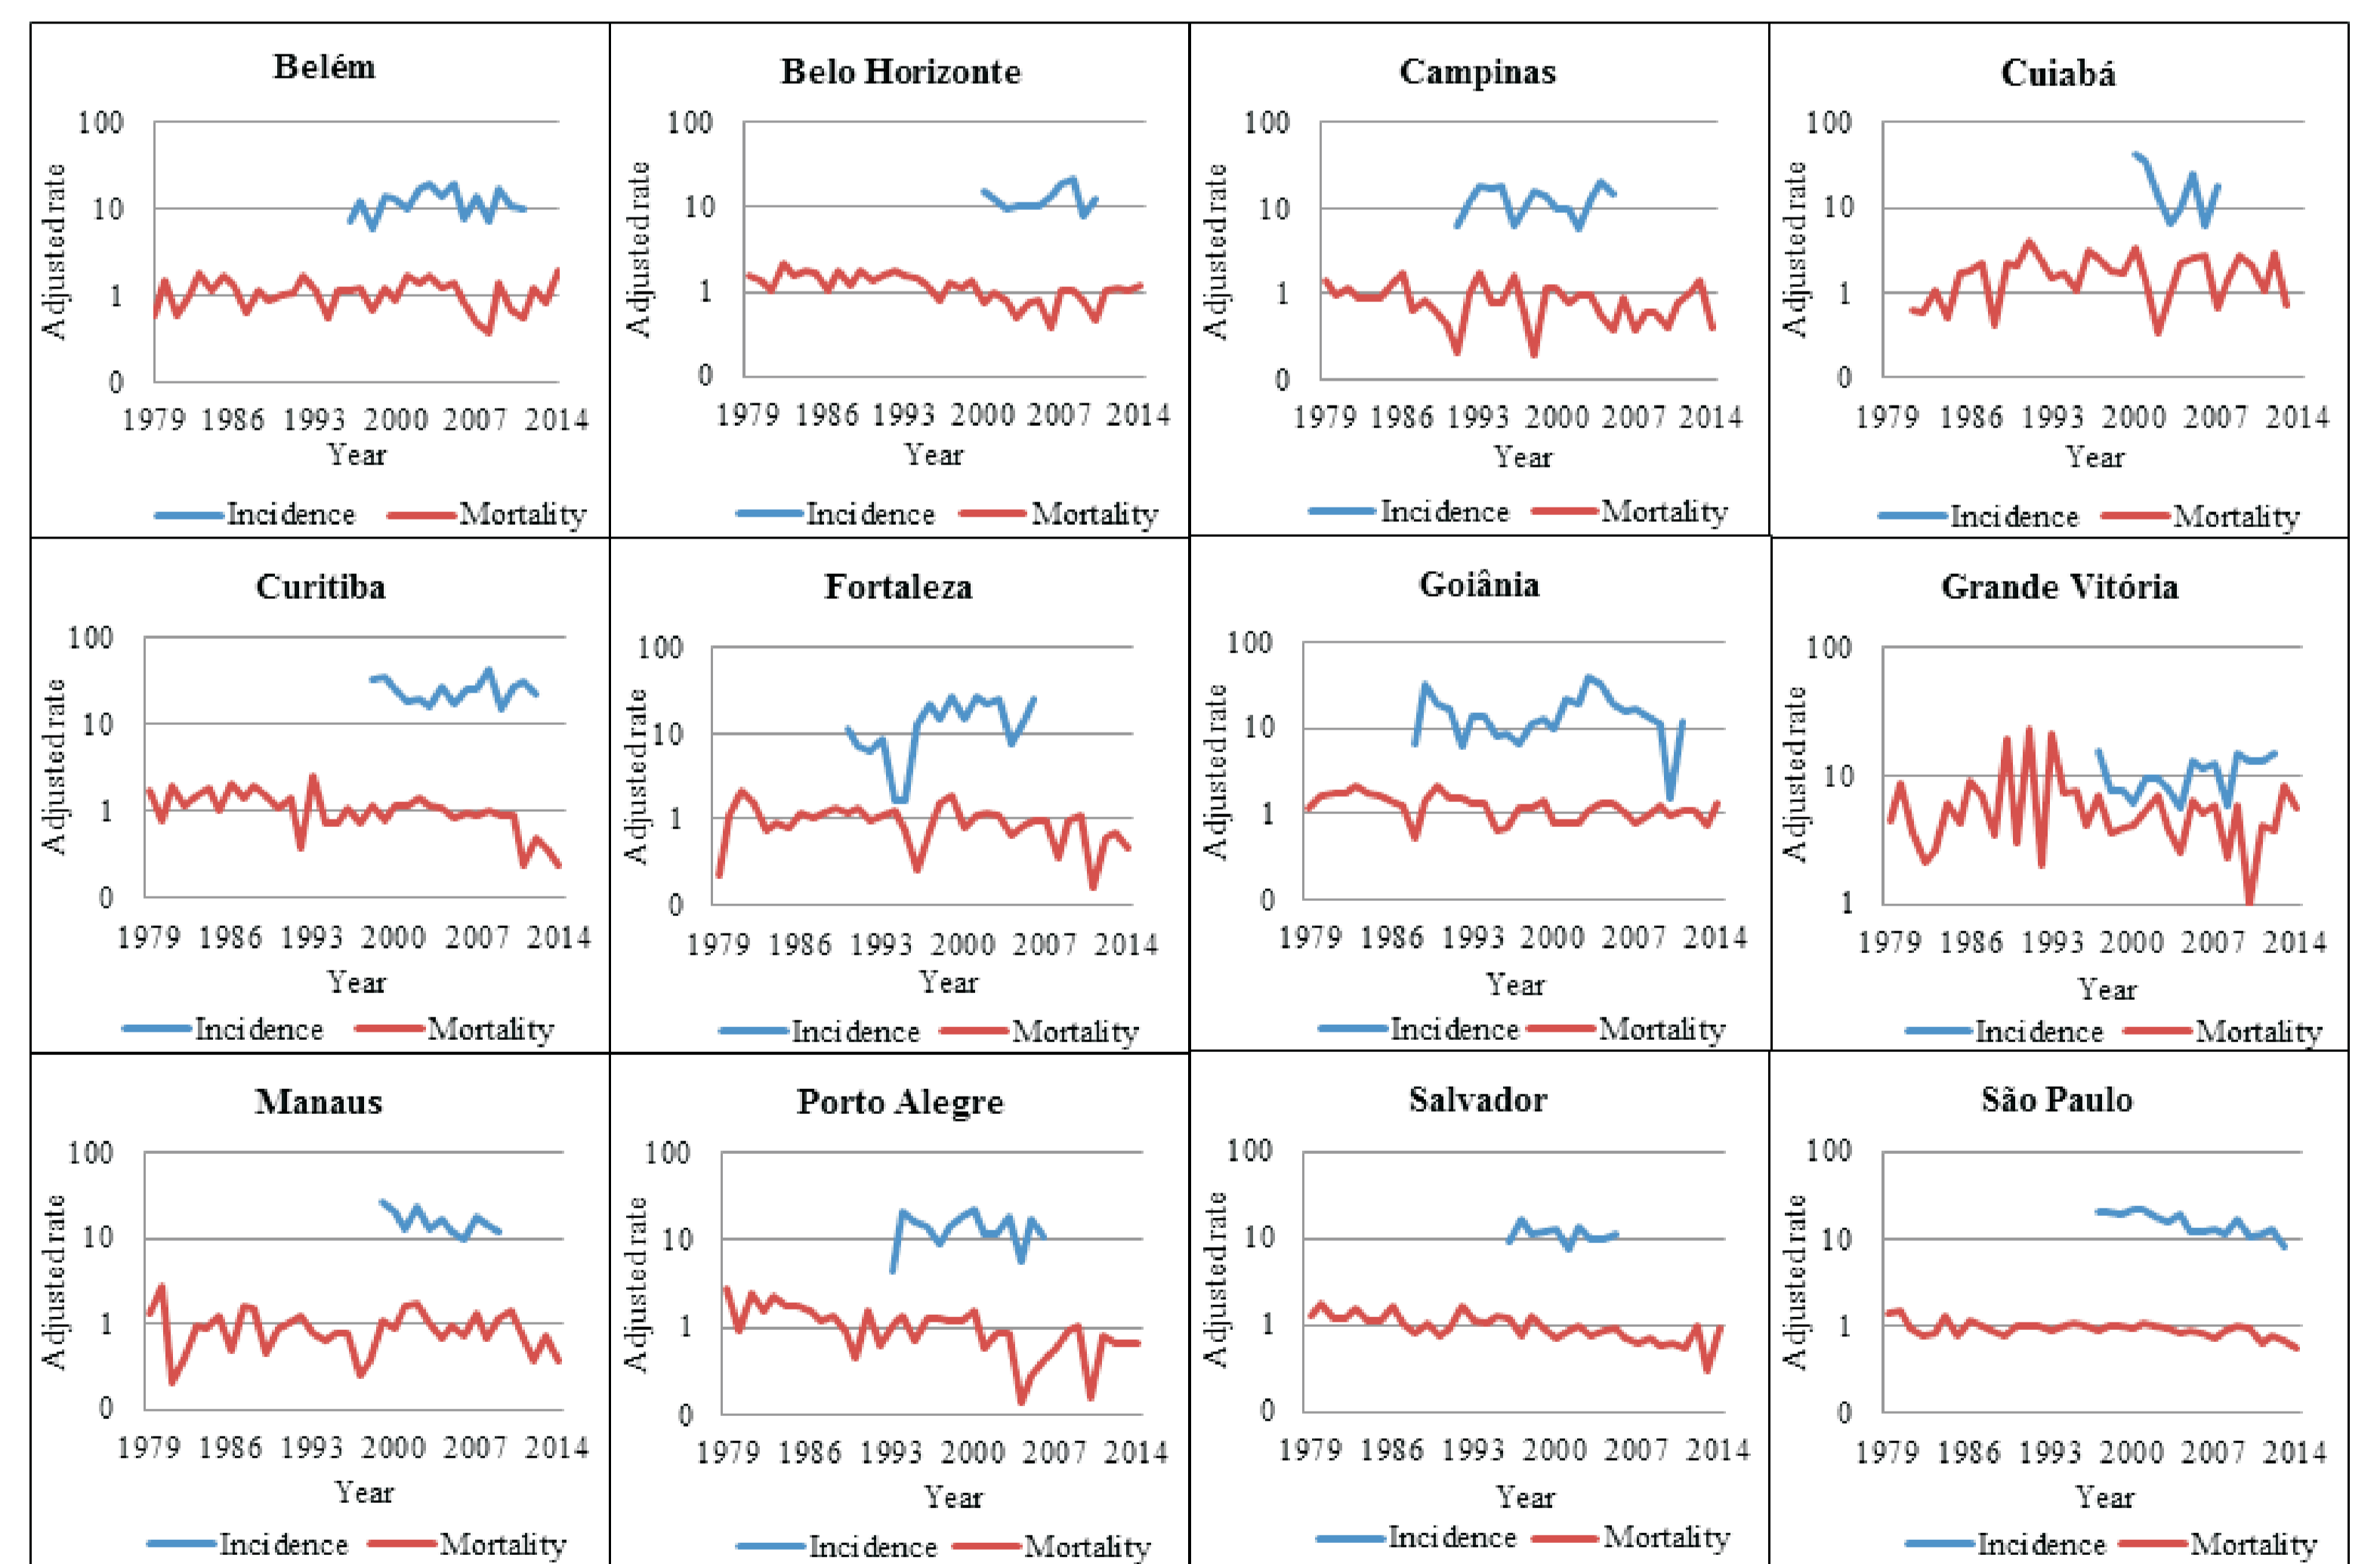 Belém
100
10
1
0
Adjusted rate
1979 1986 1993 2000 2007 2014
Year
Incidence Mortality
Belo Horizonte
100
10
1
0
Adjusted rate
1979 1986 1993 2000 2007 2014
Year
Incidence Mortality
Campinas
100
10
1
0
Adjusted rate
1979 1986 1993 2000 2007 2014
Year
Incidence Mortality
Cuiabá
100
10
1
0
Adjusted rate
1979 1986 1993 2000 2007 2014
Year
Incidence Mortality
Curitiba
100
10
1
0
Adjusted rate
1979 1986 1993 2000 2007 2014
Year
Incidence Mortality
Fortaleza
100
10
1
0
Adjusted rate
1979 1986 1993 2000 2007 2014
Year
Incidence Mortality
Goiânia
100
10
1
0
Adjusted rate
1979 1986 1993 2000 2007 2014
Year
Incidence Mortality
Grande Vitória
100
10
1
Adjusted rate
1979 1986 1993 2000 2007 2014
Year
Incidence Mortality
Manaus
100
10
1
0
Adjusted rate
1979 1986 1993 2000 2007 2014
Year
Incidence Mortality
Porto Alegre
100
10
1
0
Adjusted rate
1979 1986 1993 2000 2007 2014
Year
Incidence Mortality
Salvador
100
10
1
0
Adjusted rate
1979 1986 1993 2000 2007 2014
Year
Incidence Mortality
São Paulo
100
10
1
0
Adjusted rate
1979 1986 1993 2000 2007 2014
Year
Incidence Mortality